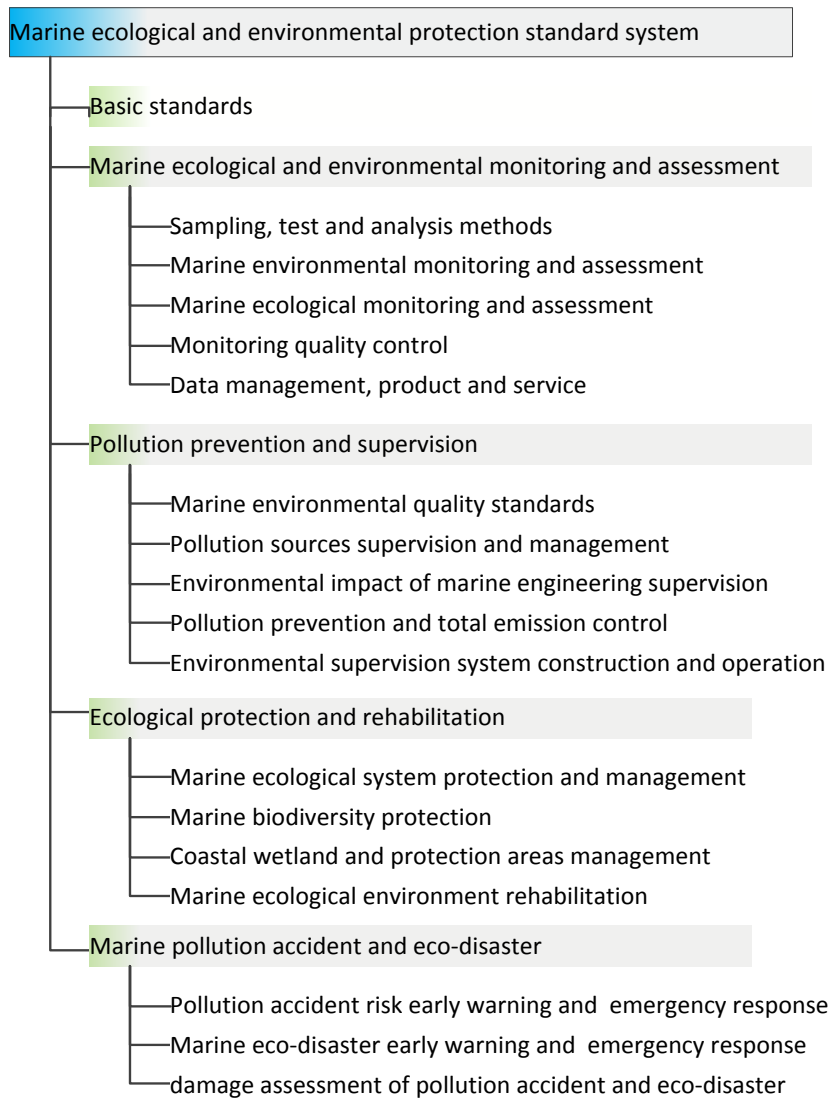 Marine ecological and environmental protection standard system
Basic standards
Marine ecological and environmental monitoring and assessment
Sampling, test and analysis methods
Marine environmental monitoring and assessment
Marine ecological monitoring and assessment
Monitoring quality control
Data management, product and service
Pollution prevention and supervision
Marine environmental quality standards
Pollution sources supervision and management
Environmental impact of marine engineering supervision
Pollution prevention and total emission control
Environmental supervision system construction and operation
Ecological protection and rehabilitation
Marine ecological system protection and management
Marine biodiversity protection
Coastal wetland and protection areas management
Marine ecological environment rehabilitation
Marine pollution accident and eco-disaster
Pollution accident risk early warning and  emergency response
Marine eco-disaster early warning and  emergency response
damage assessment of pollution accident and eco-disaster